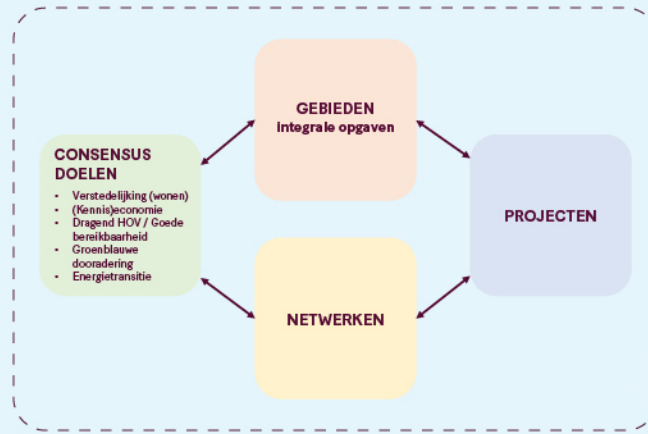 GEBIEDEN
integrale opgaven
CONSENSUS
DOELEN
• Verstedelijking (wonen)
• (Kennis)economie
• Dragend HOV / Goede
bereikbaarheid
• Groenblauwe
dooradering
• Energietransitie
PROJECTEN
NETWERKEN